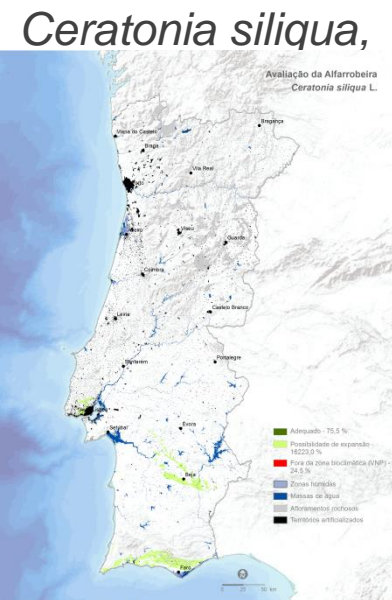 Ceratonia siliqua,
Avaliação da Alfarrobeira
Ceratonia siliqua L.
Bragança
Viana do Castelo
Braga
Vila Real
Viseu
Guarda
Coimbra
Castelo Branco
Leiria
Santarém
Portalegre
Setúbal
Évora
Beja
Faro
Adequado - 75,5 %
Possibilidade de expansão -
16223,0 %
Fora da zona bioclimática (VNP) -
24,5 %
Zonas húmidas
Massas de água
Afloramentos rochosos
Territórios artificializados
0 25 50 km